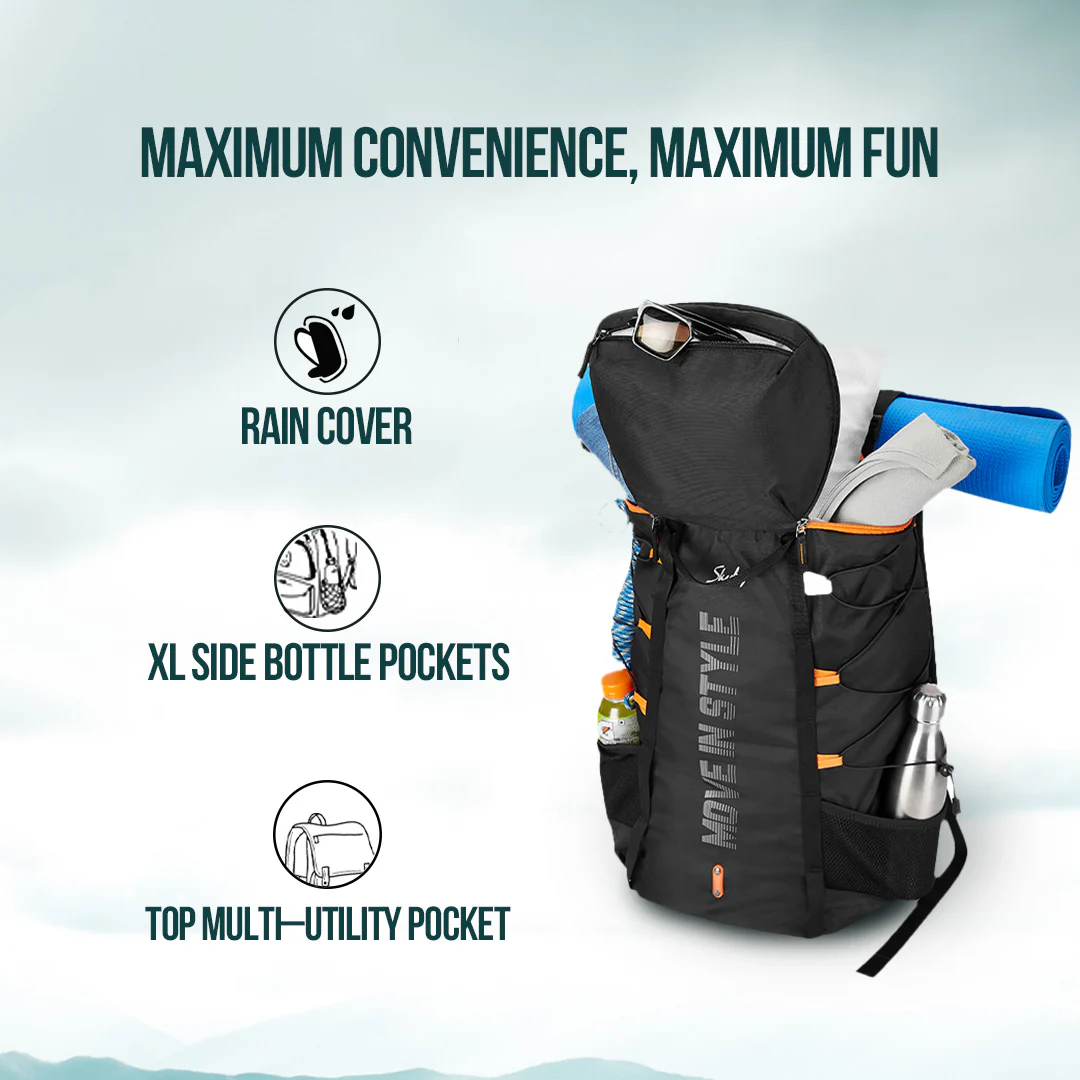 MAXIMUM CONVENIENCE, MAXIMUM FUN
RAIN COVER
XL SIDE BOTTLE POCKETS
TOP MULTI–UTILITY POCKET
MOVE IN STYLE